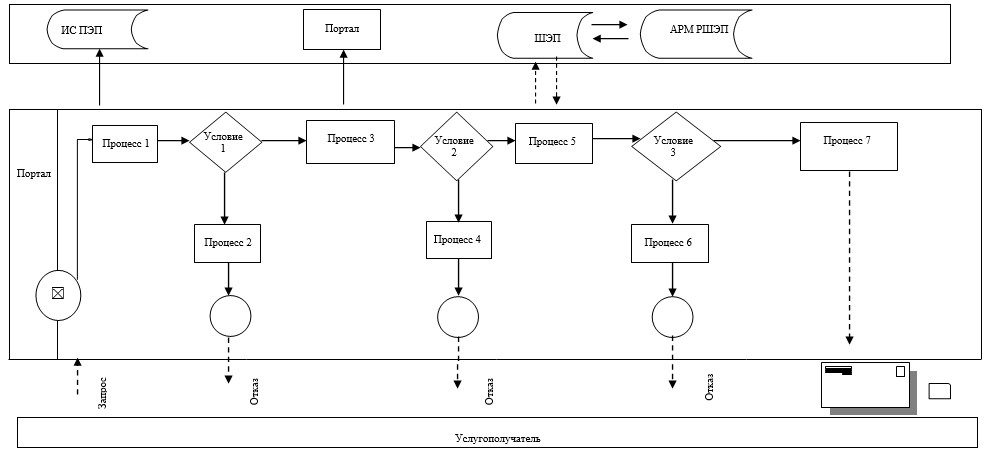 ИС ПЭП
Портал
ШЭП
АРМ РШЭП
Портал
Процесс 1
Условие
1
Процесс 3
Условие
2
Процесс 5
Условие
3
Процесс 7
Процесс 2
Процесс 4
Процесс 6
Запрос
Отказ
Отказ
Отказ
Услугополучатель